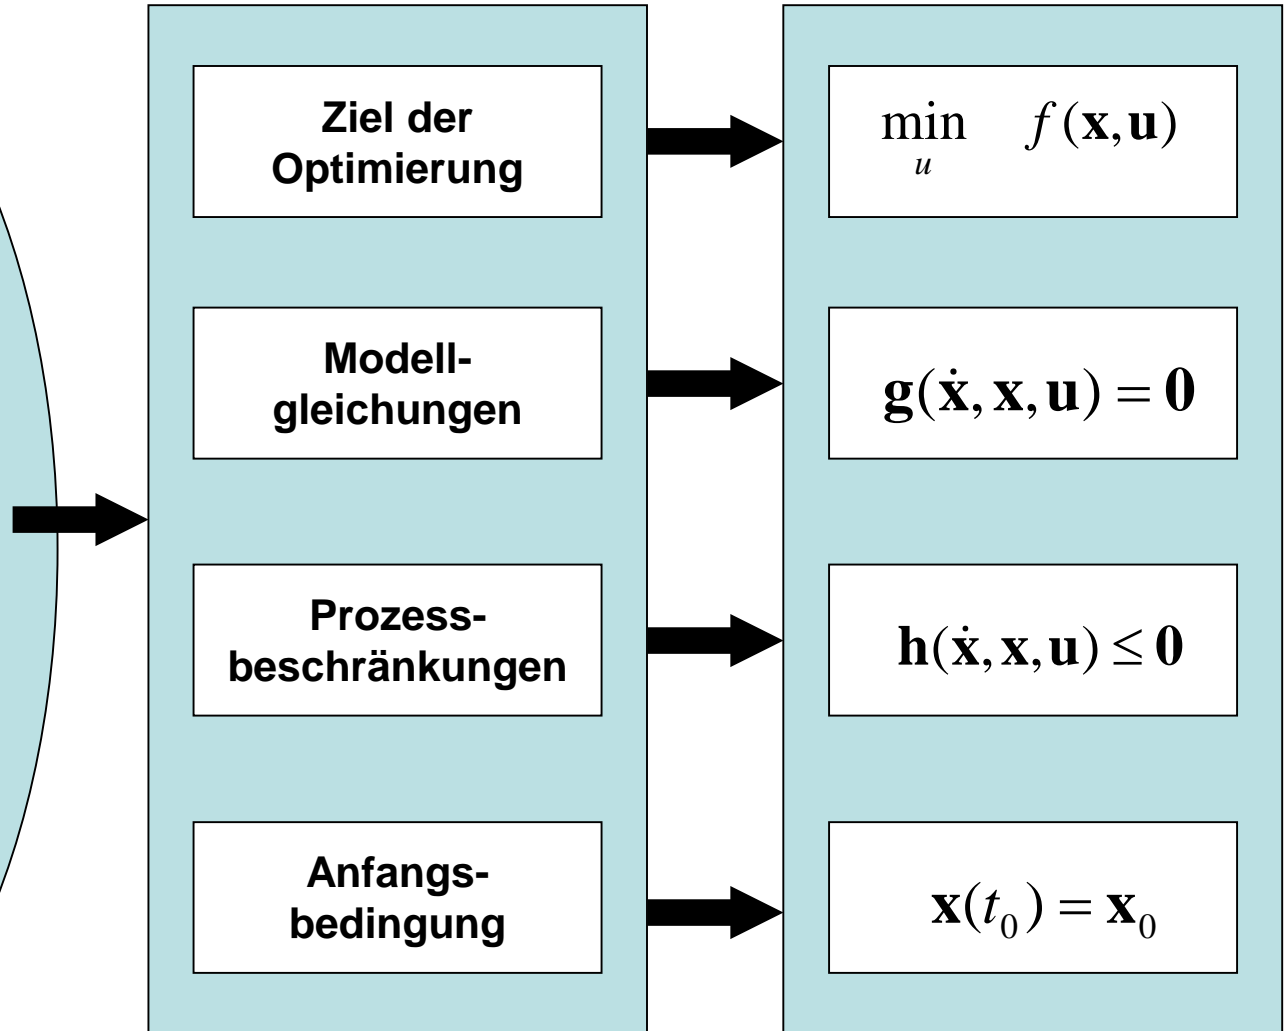 Ziel der
Optimierung
min f(x,u)
u
Modell-
gleichungen
g(ẋ, x, u) = 0
Prozess-
beschränkungen
h(ẋ, x, u) ≤ 0
Anfangs-
bedingung
x(t₀) = x₀